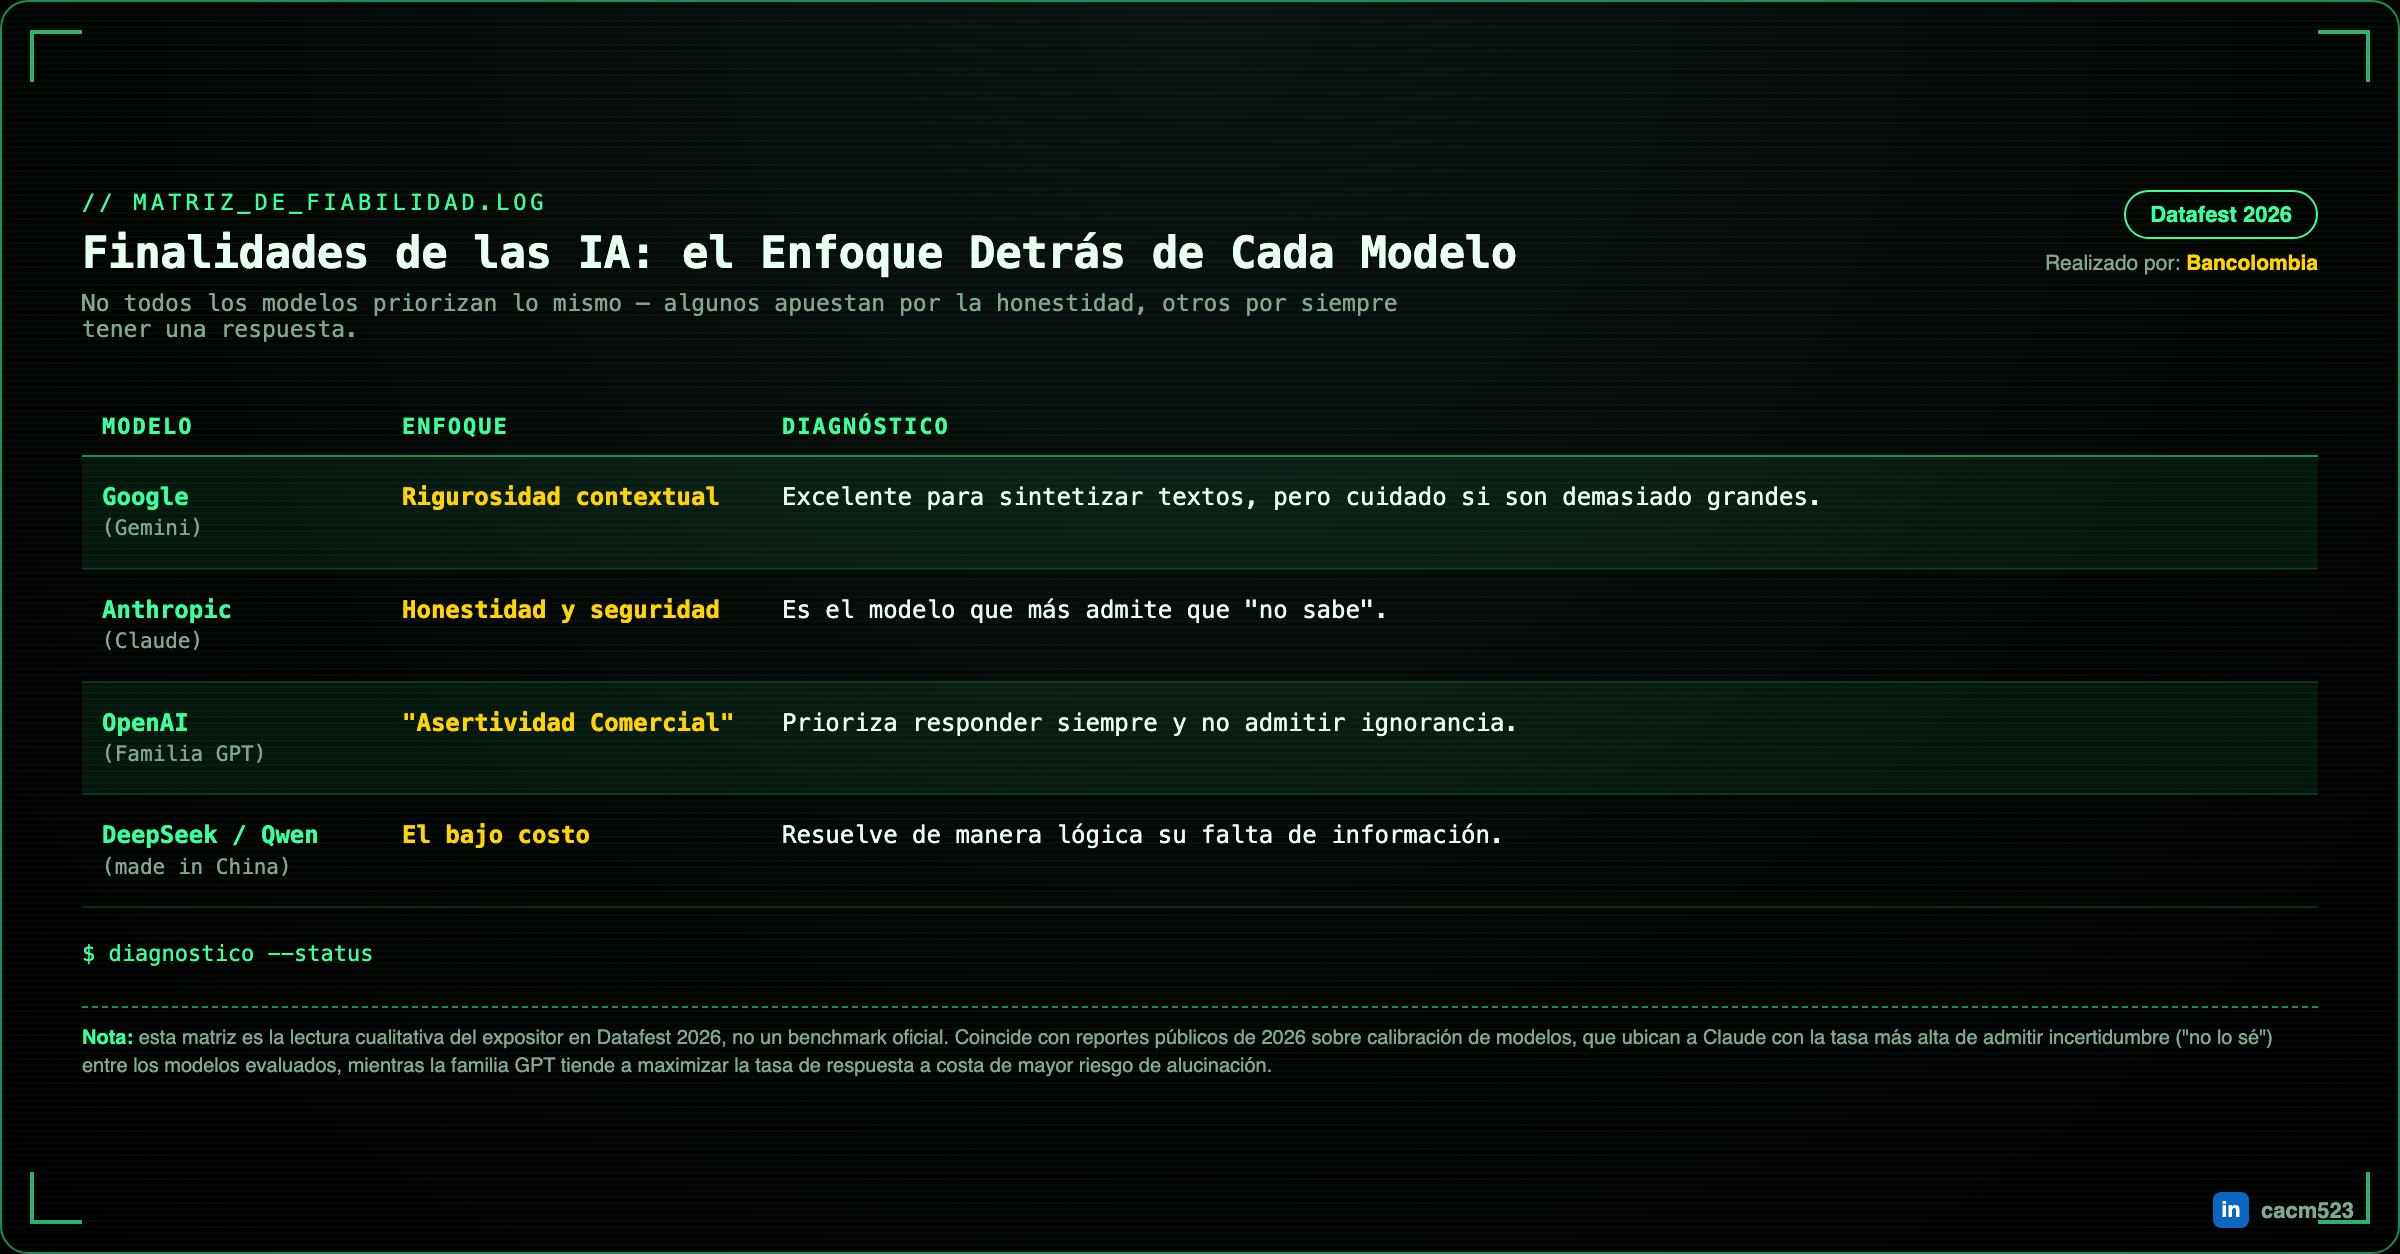 // MATRIZ_DE_FIABILIDAD.LOG
Finalidades de las IA: el Enfoque Detrás de Cada Modelo
No todos los modelos priorizan lo mismo — algunos apuestan por la honestidad, otros por siempre
tener una respuesta.
Datafest 2026
Realizado por: Bancolombia
MODELO ENFOQUE DIAGNÓSTICO
Google Rigurosidad contextual Excelente para sintetizar textos, pero cuidado si son demasiado grandes.
(Gemini)
Anthropic Honestidad y seguridad Es el modelo que más admite que "no sabe".
(Claude)
OpenAI "Asertividad Comercial" Prioriza responder siempre y no admitir ignorancia.
(Familia GPT)
DeepSeek / Qwen El bajo costo Resuelve de manera lógica su falta de información.
(made in China)
$ diagnostico --status
Nota: esta matriz es la lectura cualitativa del expositor en Datafest 2026, no un benchmark oficial. Coincide con reportes públicos de 2026 sobre calibración de modelos, que ubican a Claude con la tasa más alta de admitir incertidumbre ("no lo sé")
entre los modelos evaluados, mientras la familia GPT tiende a maximizar la tasa de respuesta a costa de mayor riesgo de alucinación.
in cacm523